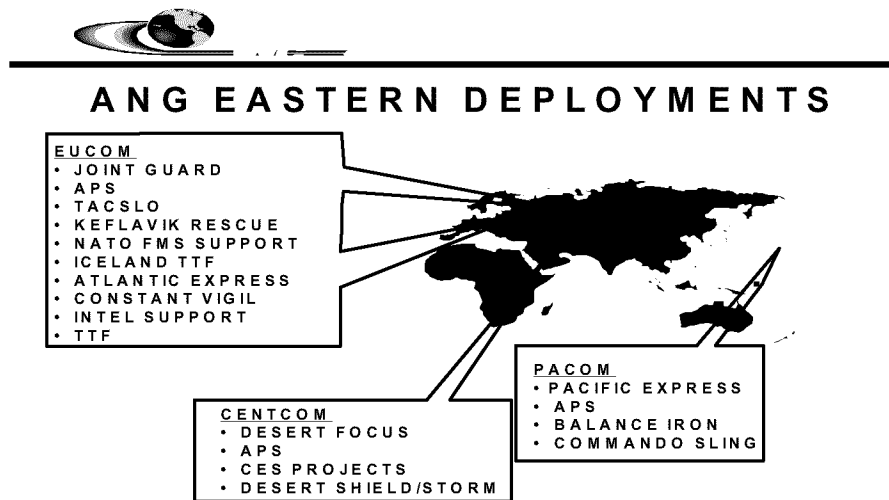 ANG EASTERN DEPLOYMENTS
EUCOM
• JOINT GUARD
• APS
• TACSLO
• KEFLAVIK RESCUE
• NATO FMS SUPPORT
• ICELAND TTF
• ATLANTIC EXPRESS
• CONSTANT VIGIL
• INTEL SUPPORT
• TTF
CENTCOM
• DESERT FOCUS
• APS
• CES PROJECTS
• DESERT SHIELD/STORM
PACOM
• PACIFIC EXPRESS
• APS
• BALANCE IRON
• COMMANDO SLING